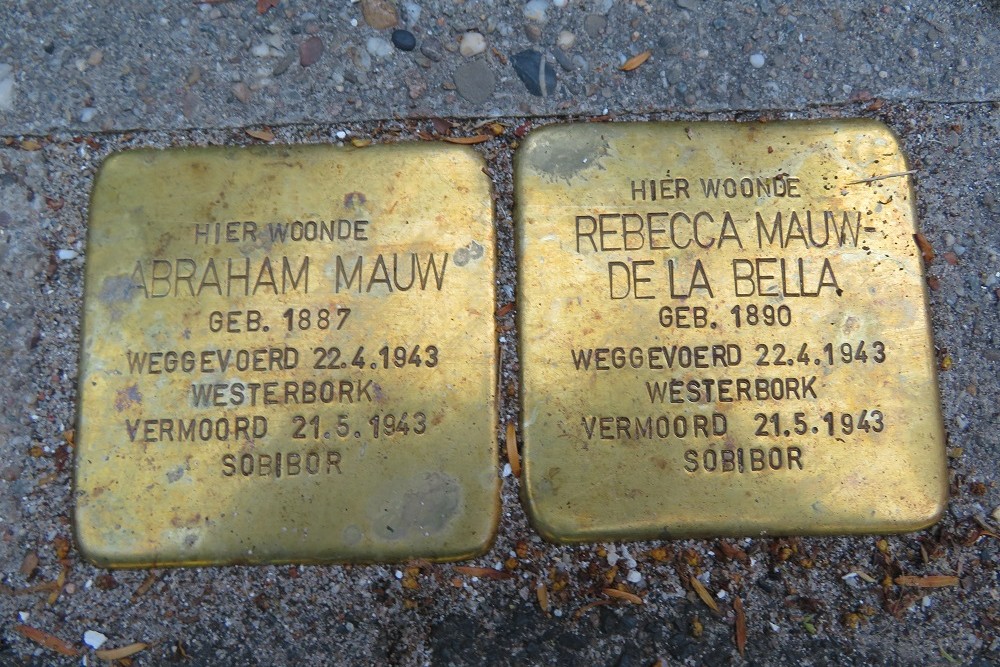 HIER WOONDE
ABRAHAM MAUW
GEB. 1887
WEGGEVOERD 22.4.1943
WESTERBORK
VERMOORD 21.5.1943
SOBIBOR
HIER WOONDE
REBECCA MAUW-
DE LA BELLA
GEB. 1890
WEGGEVOERD 22.4.1943
WESTERBORK
VERMOORD 21.5.1943
SOBIBOR